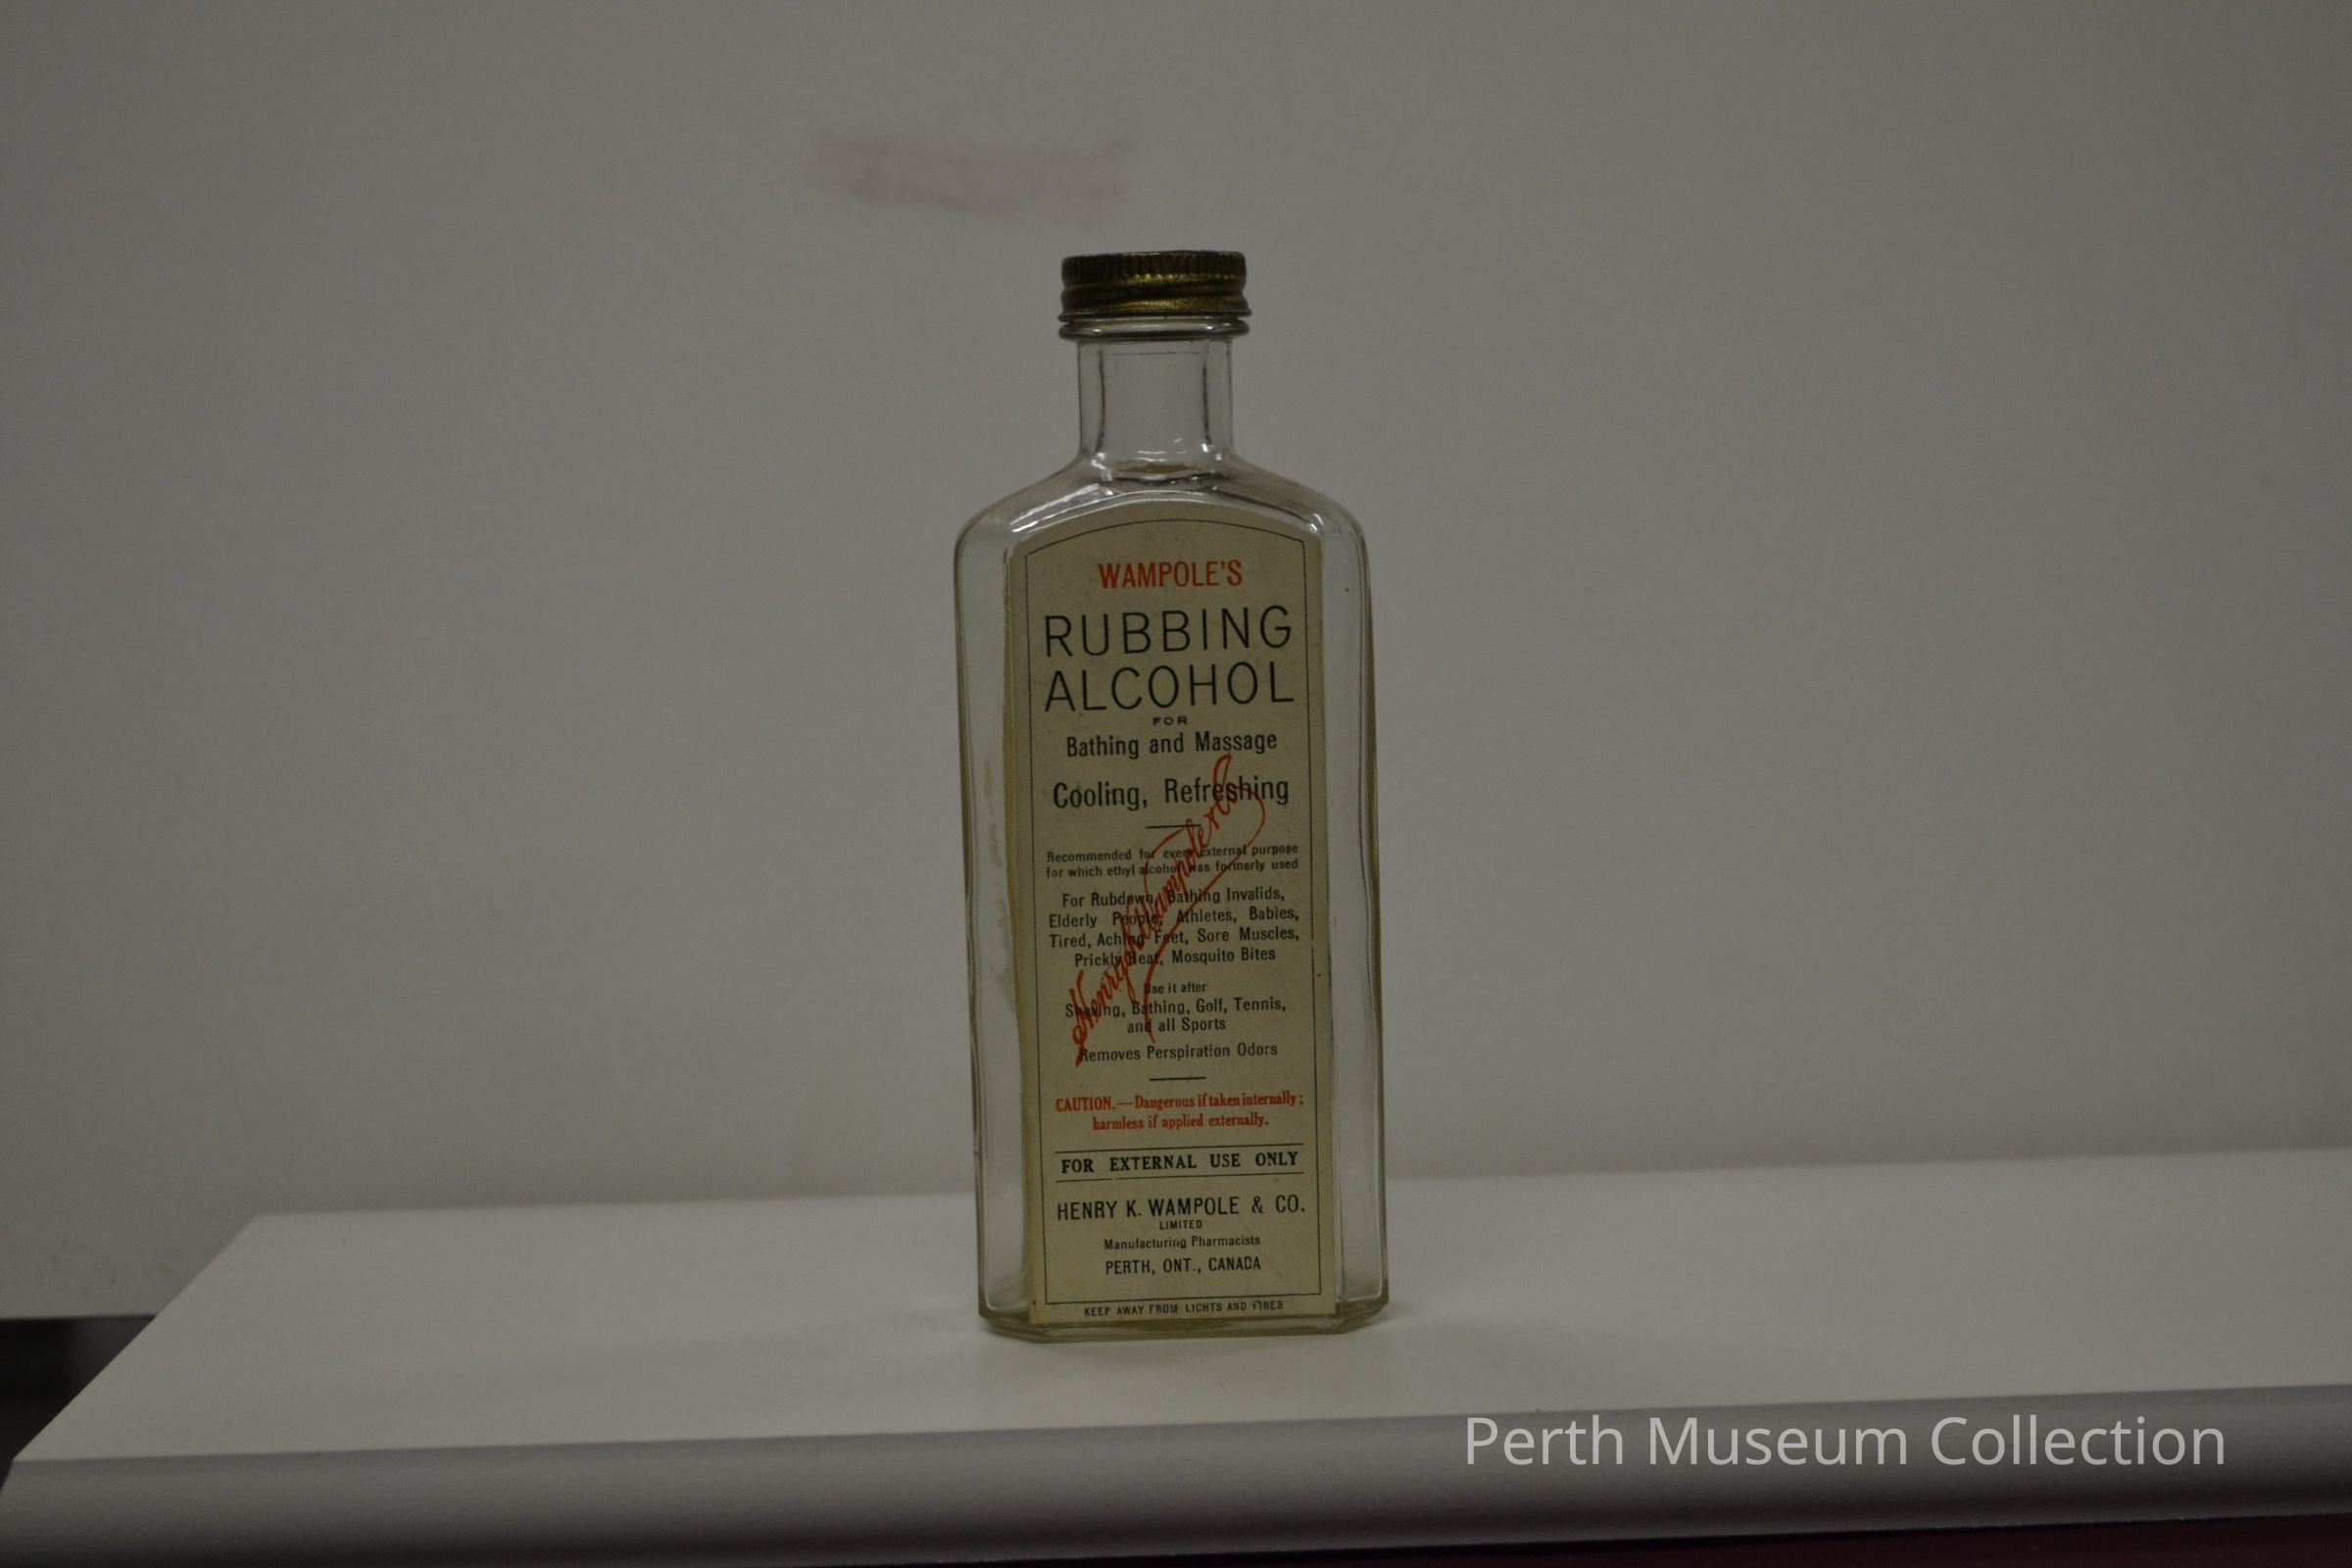 WAMPOLE'S
RUBBING
ALCOHOL
FOR
Bathing and Massage
Cooling, Refreshing
Recommended for every external purpose
for which ethyl alcohol was formerly used
For Rubdown, Bathing Invalids,
Elderly People, Athletes, Babies,
Tired, Aching Feet, Sore Muscles,
Prickly Heat, Mosquito Bites
Use it after
Shaving, Bathing, Golf, Tennis,
and all Sports
Removes Perspiration Odors
Henry K Wampole & Co
CAUTION.—Dangerous if taken internally;
harmless if applied externally.
FOR EXTERNAL USE ONLY
HENRY K. WAMPOLE & CO.
LIMITED
Manufacturing Pharmacists
PERTH, ONT., CANADA
KEEP AWAY FROM LIGHTS AND FIRES
Perth Museum Collection